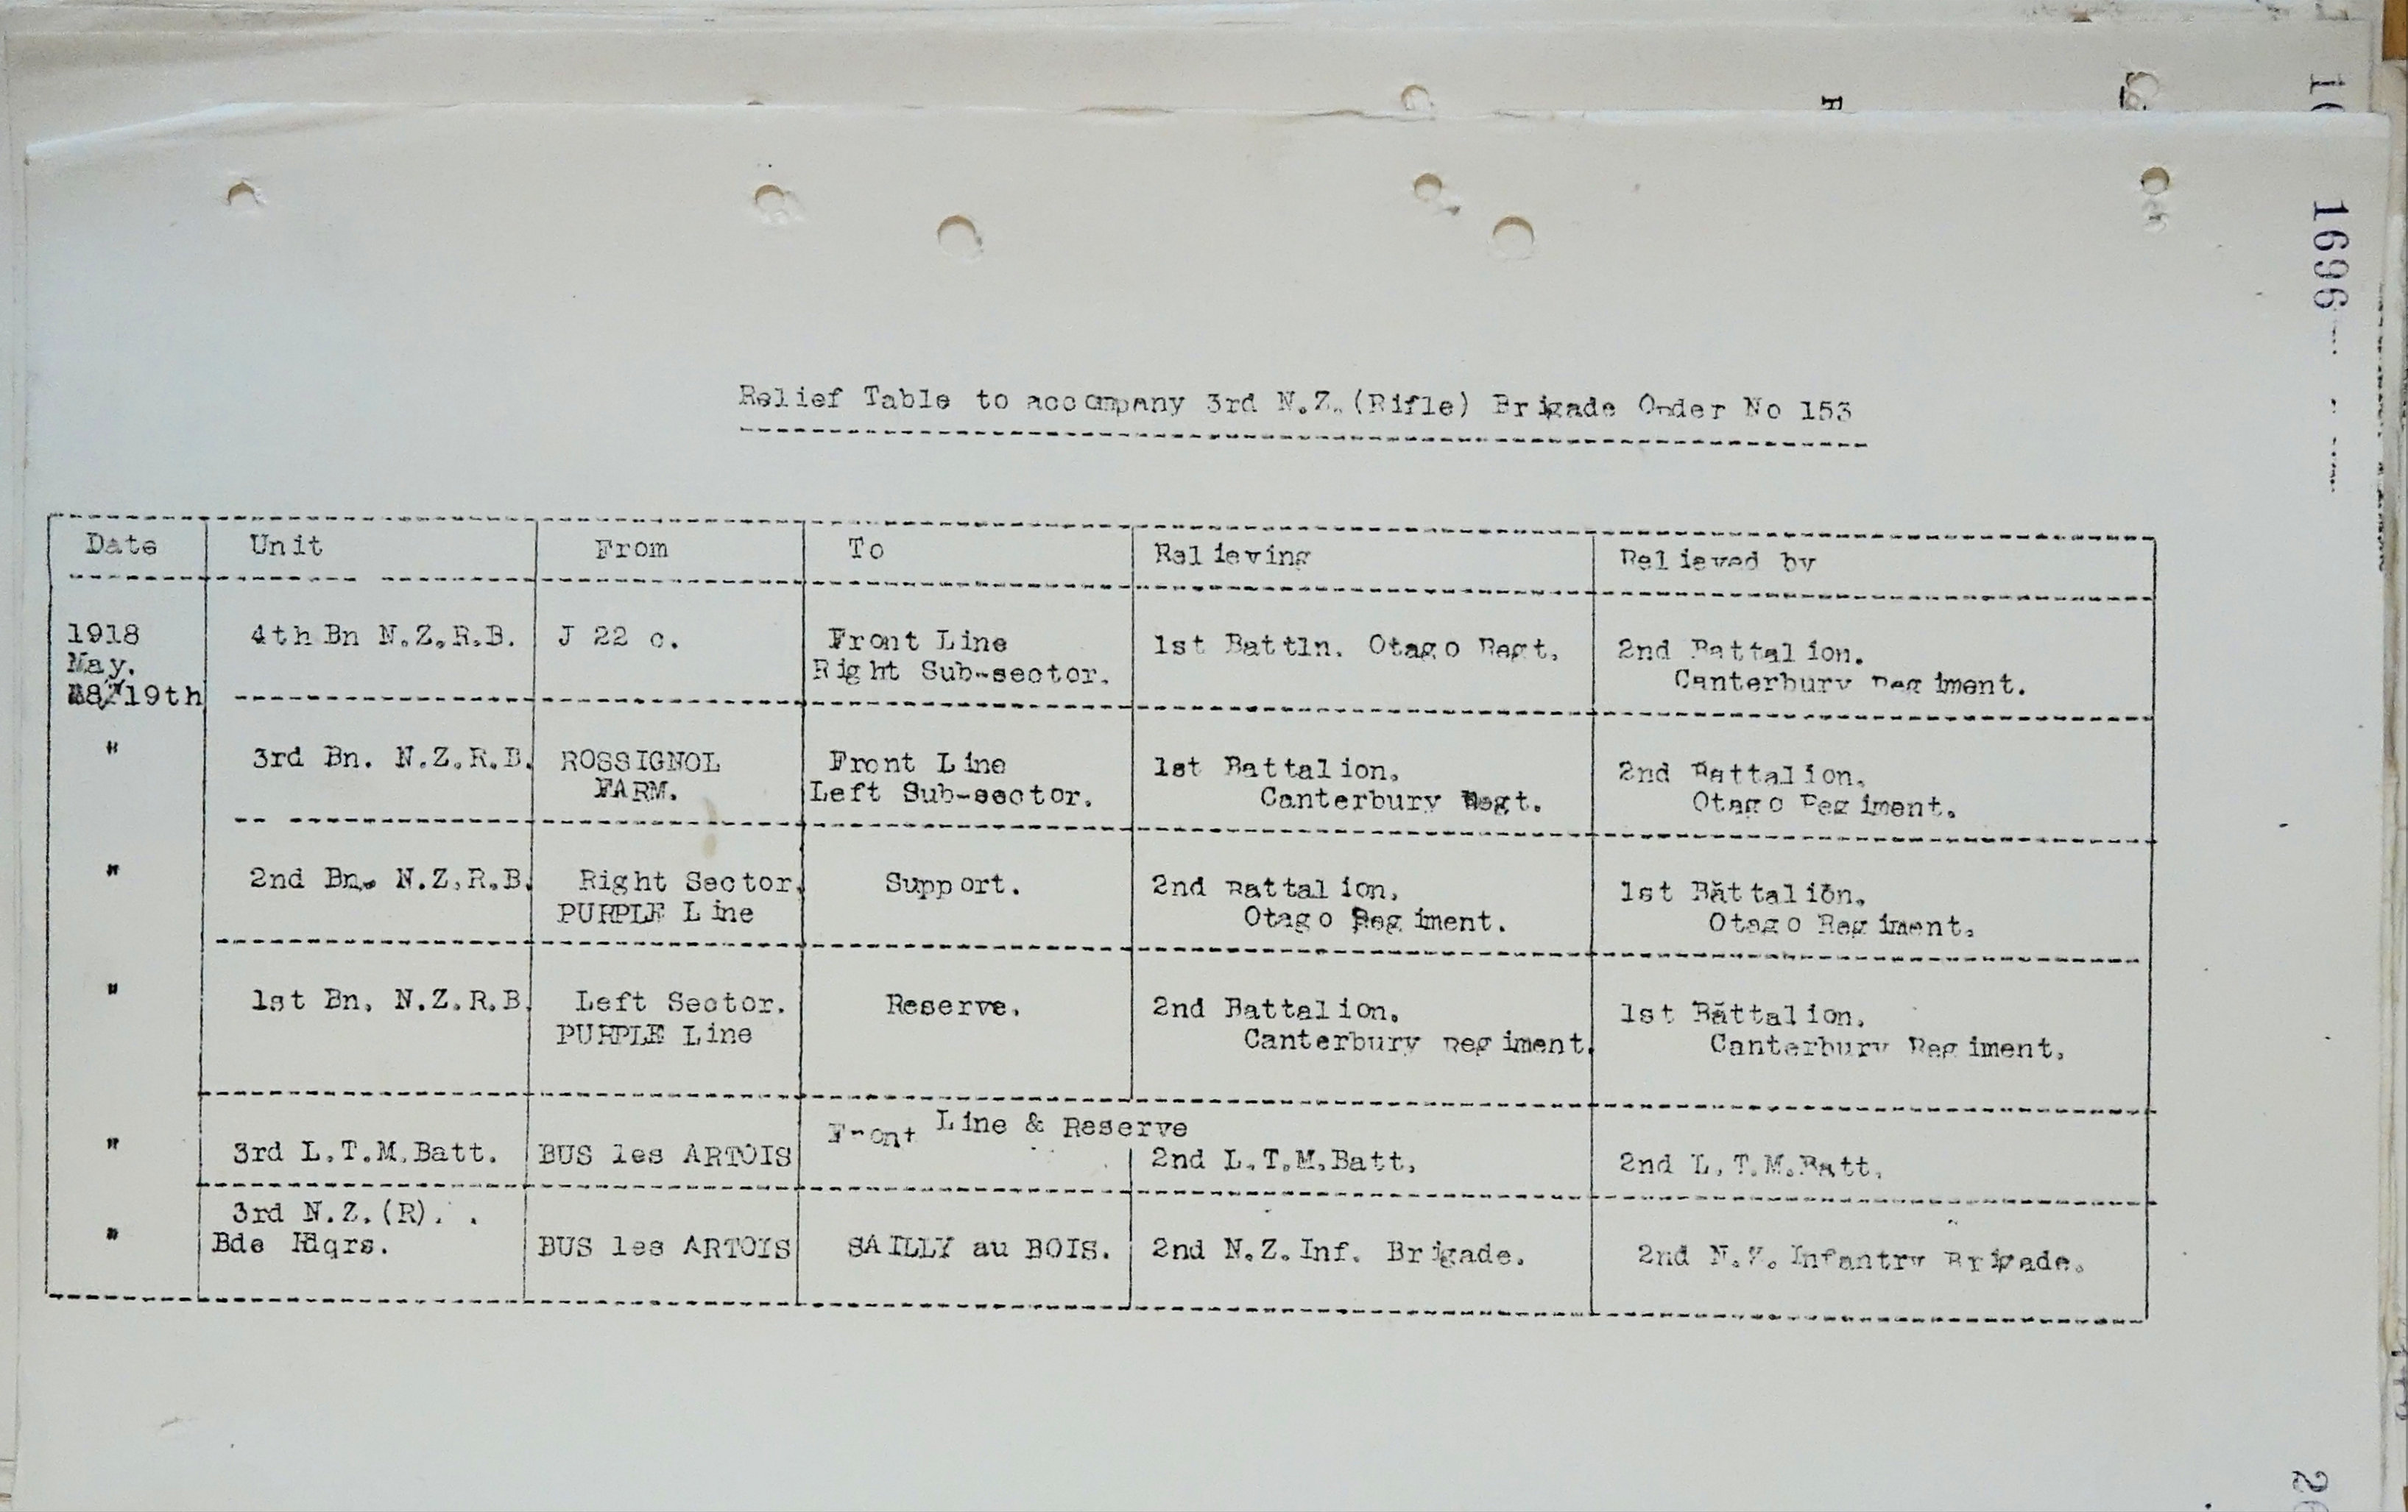 1696
Relief Table to accompany 3rd N.Z.(Rifle) Brigade Order No 153
Date Unit From To Relieving Relieved by
1918 4th Bn N.Z.R.B. J 22 c. Front Line 1st Battln. Otago Regt. 2nd Battalion.
May. Right Sub-sector. Canterbury Regiment.
18/19th
" 3rd Bn. N.Z.R.B. ROSSIGNOL Front Line 1st Battalion. 2nd Battalion.
FARM. Left Sub-sector. Canterbury Regt. Otago Regiment.
" 2nd Bn. N.Z.R.B. Right Sector. Support. 2nd Battalion. 1st Battalion.
PURPLE Line Otago Regiment. Otago Regiment.
" 1st Bn. N.Z.R.B. Left Sector. Reserve. 2nd Battalion. 1st Battalion.
PURPLE Line Canterbury Regiment. Canterbury Regiment.
Front Line & Reserve
" 3rd L.T.M.Batt. BUS les ARTOIS 2nd L.T.M.Batt. 2nd L.T.M.Batt.
3rd N.Z.(R).
" Bde Hdqrs. BUS les ARTOIS SAILLY au BOIS. 2nd N.Z.Inf. Brigade. 2nd N.Z. Infantry Brigade.